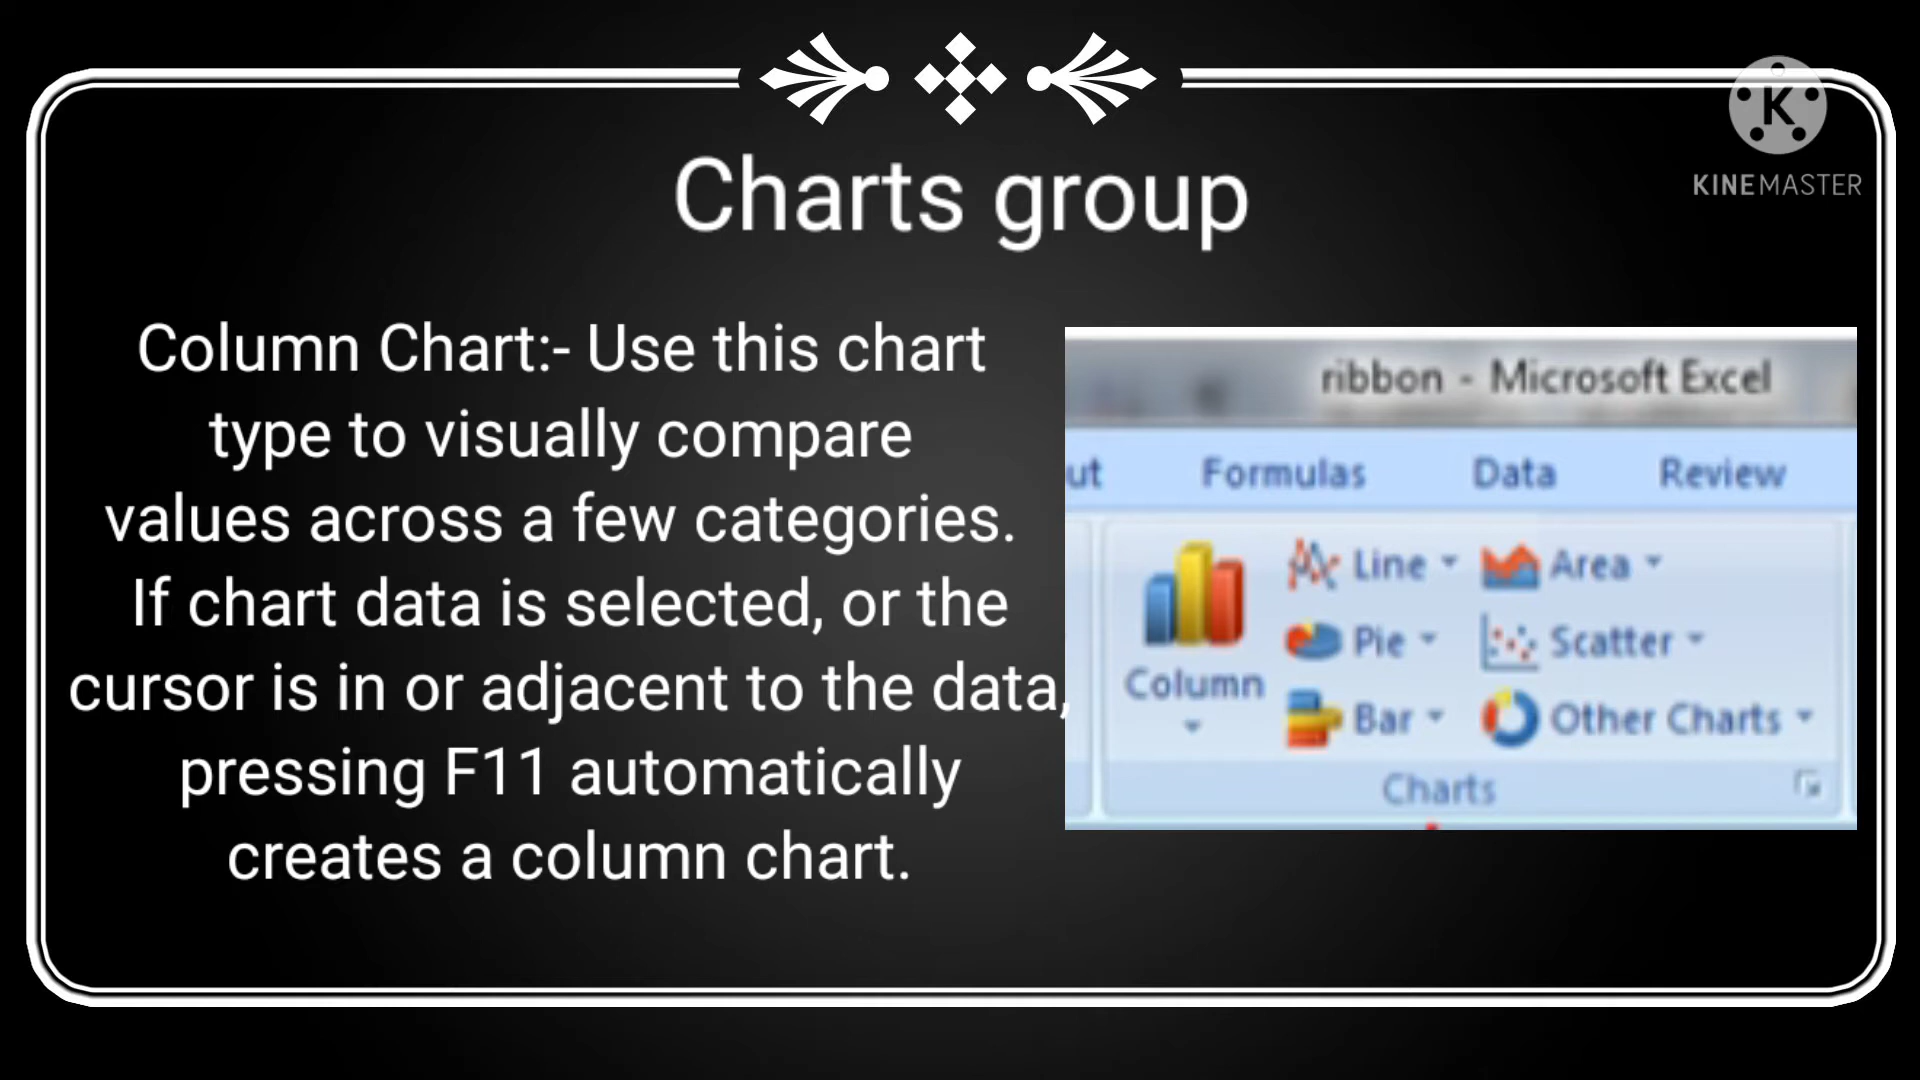 Charts group
K
KINEMASTER
Column Chart:- Use this chart
type to visually compare
values across a few categories.
If chart data is selected, or the
cursor is in or adjacent to the data,
pressing F11 automatically
creates a column chart.
ribbon - Microsoft Excel
ut Formulas Data Review
Line Area
Pie Scatter
Column
Bar Other Charts
Charts